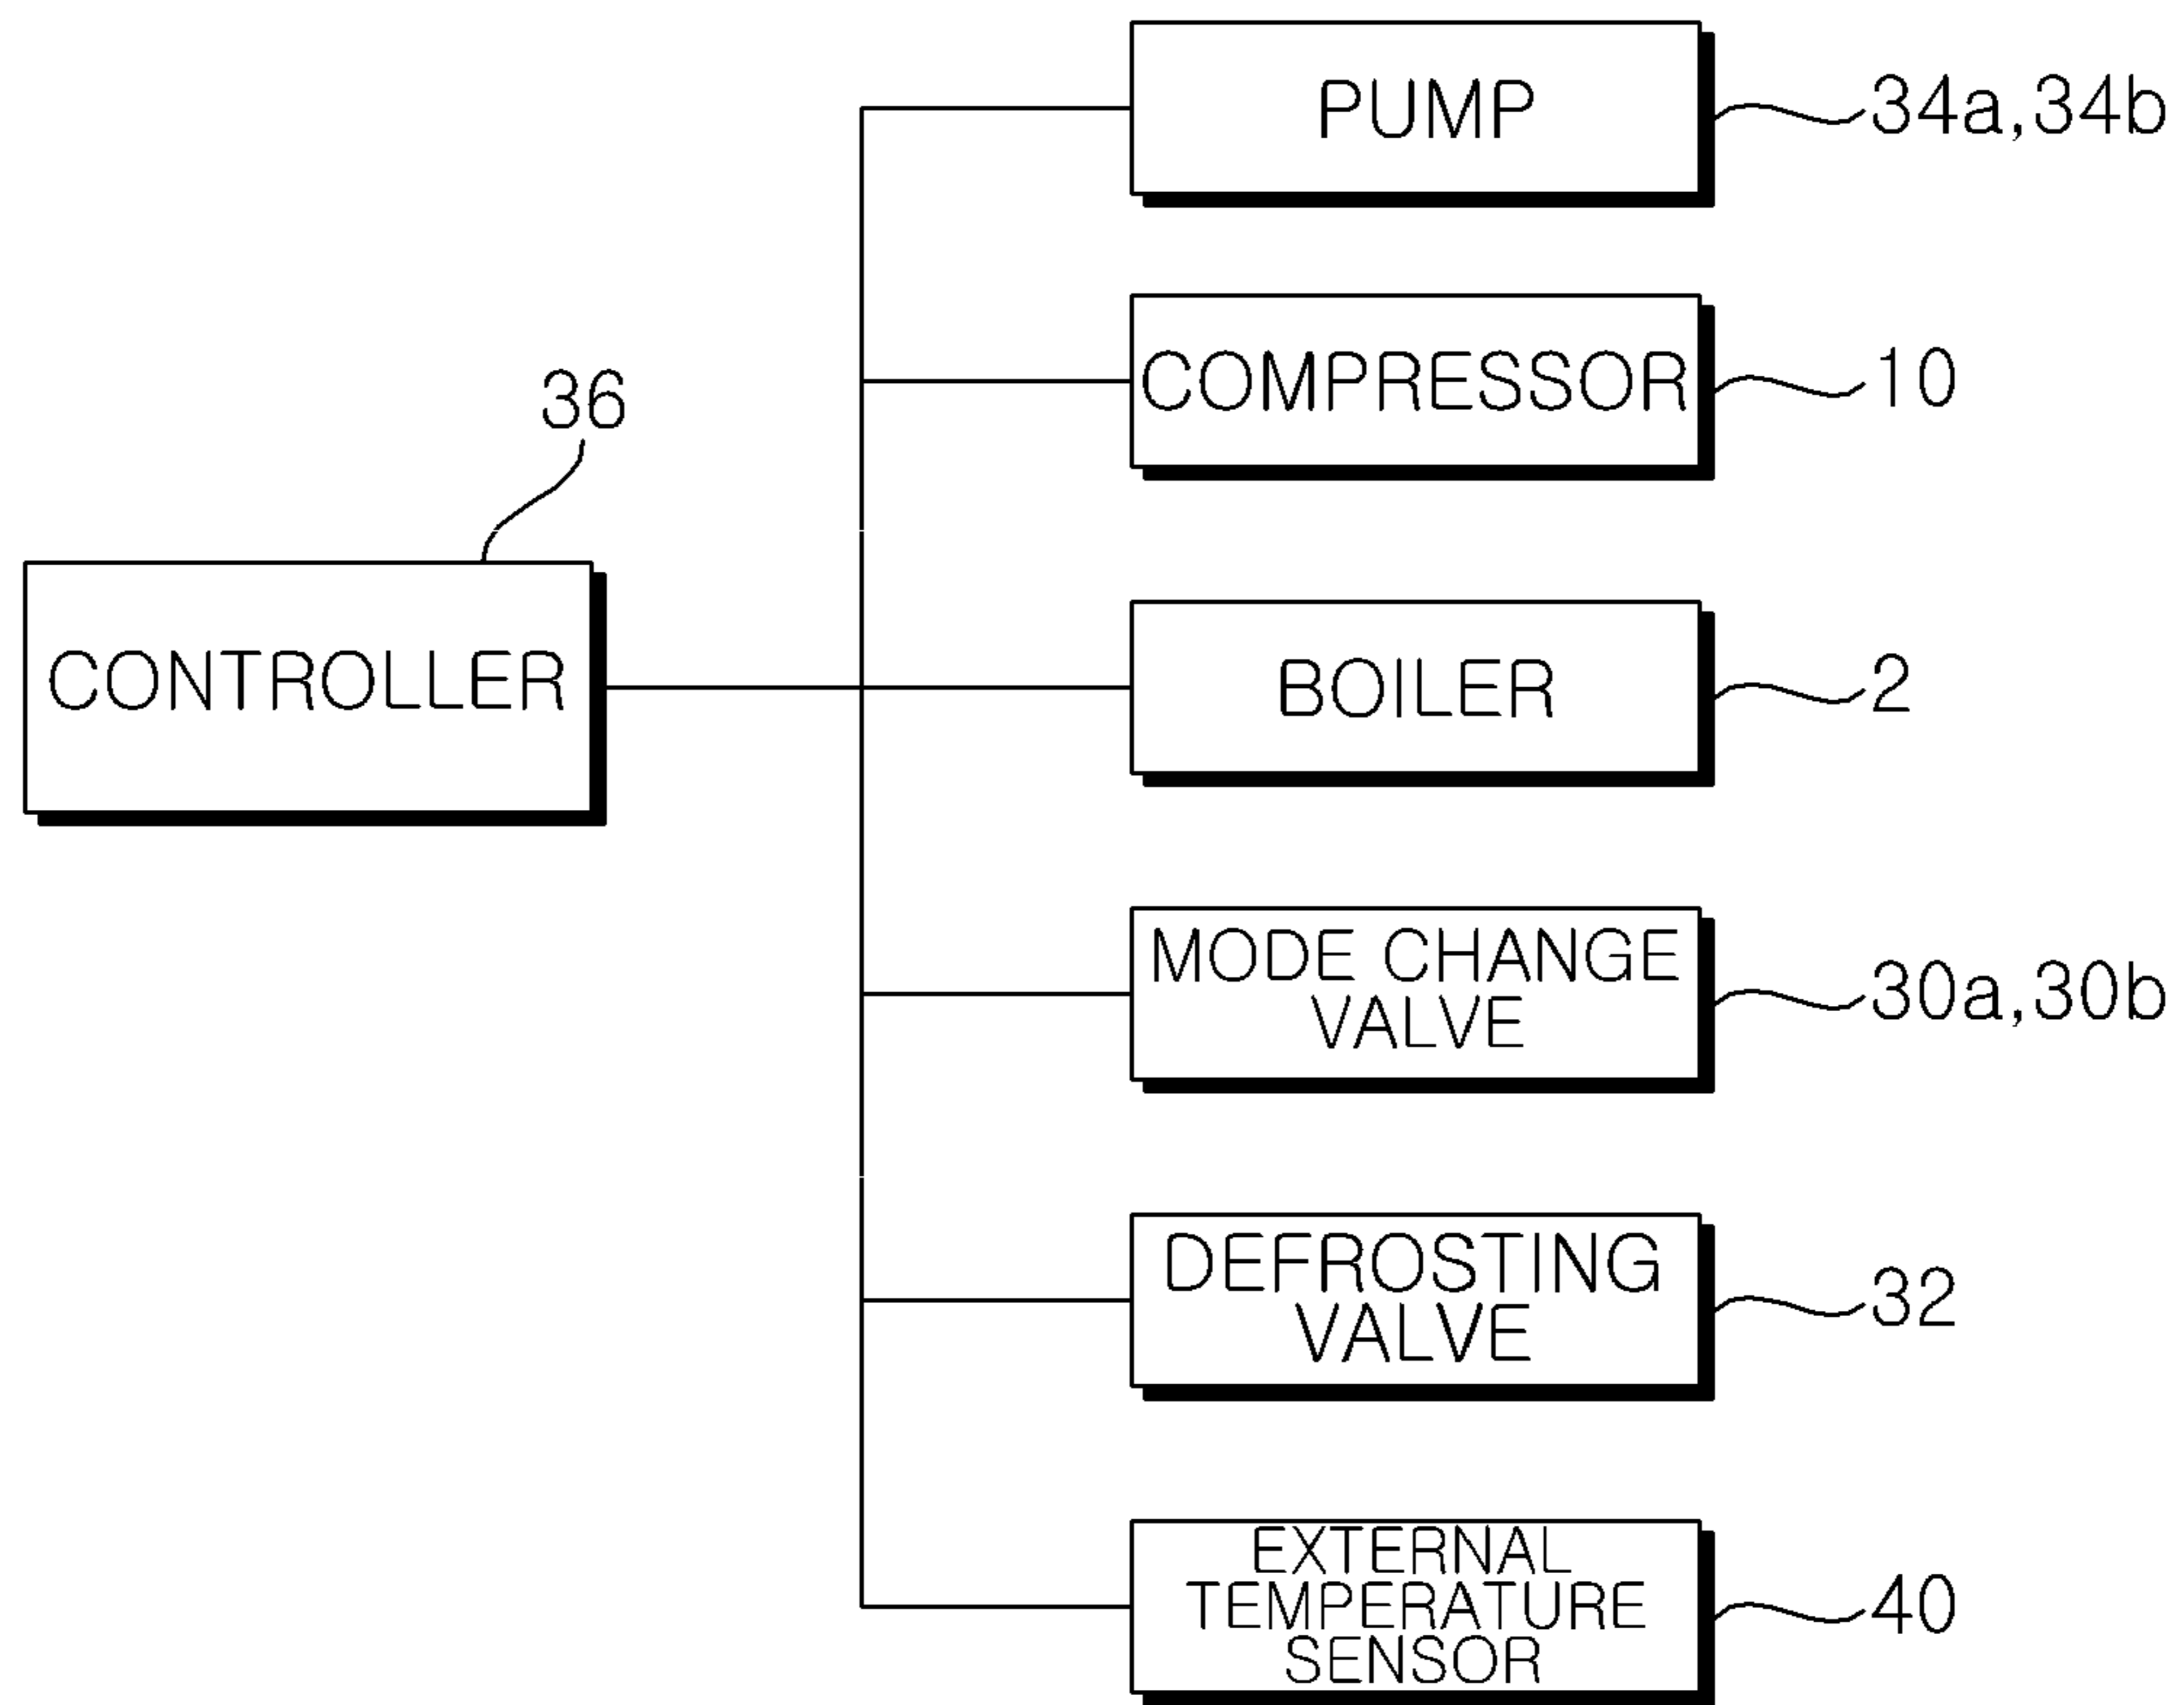 PUMP
34a,34b
COMPRESSOR
10
36
CONTROLLER
BOILER
2
MODE CHANGE
VALVE
30a,30b
DEFROSTING
VALVE
32
EXTERNAL
TEMPERATURE
SENSOR
40